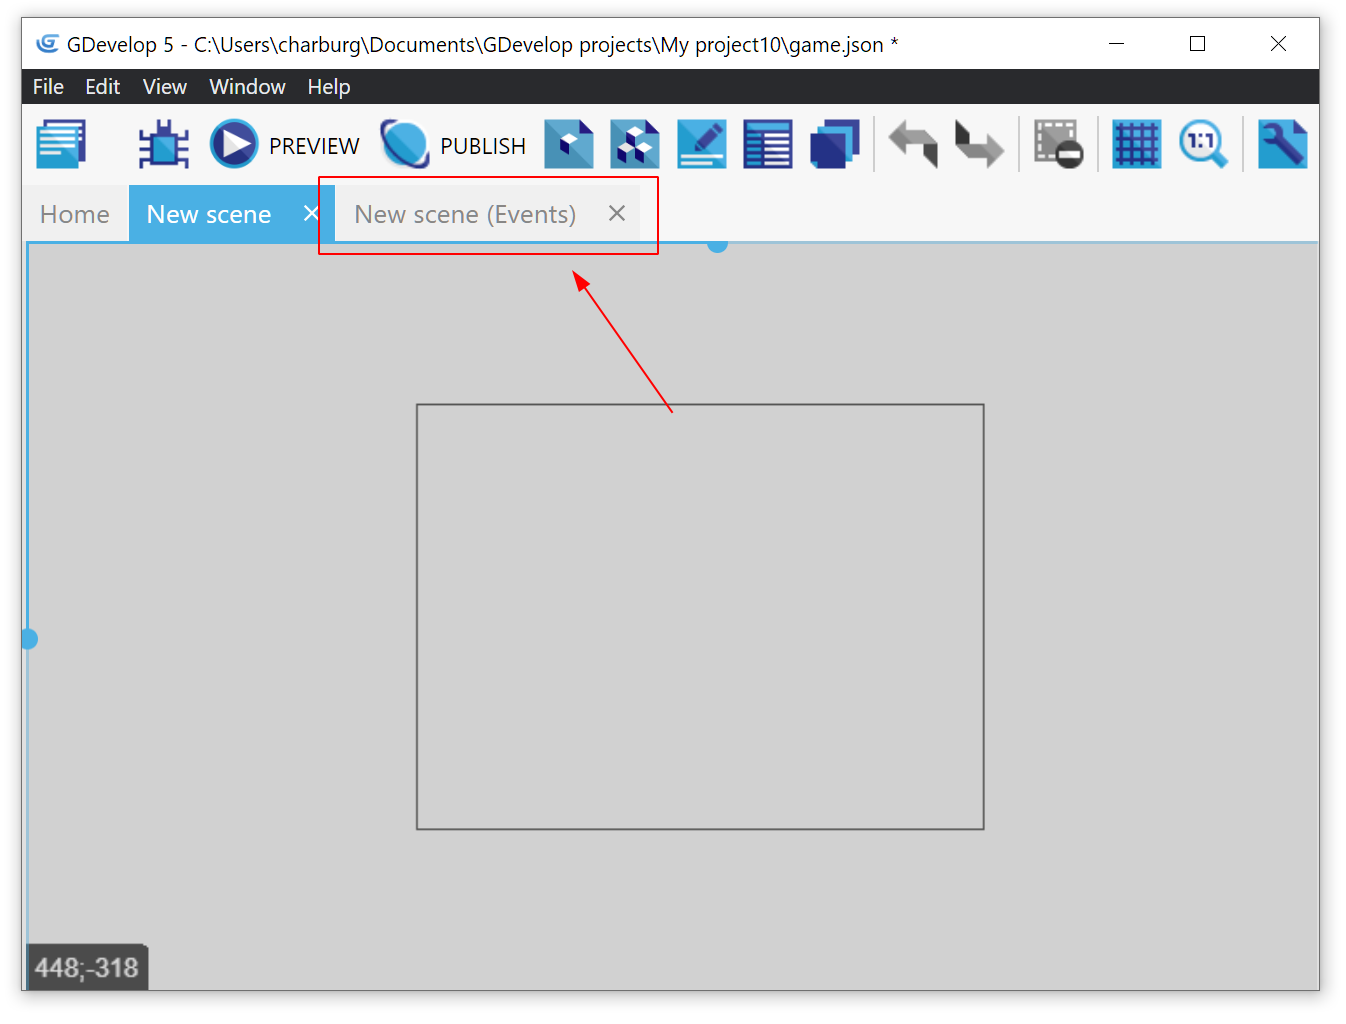 GDevelop 5 - C:\Users\charburg\Documents\GDevelop projects\My project10\game.json *
File Edit View Window Help
PREVIEW PUBLISH 1:1
Home New scene New scene (Events)
448;-318